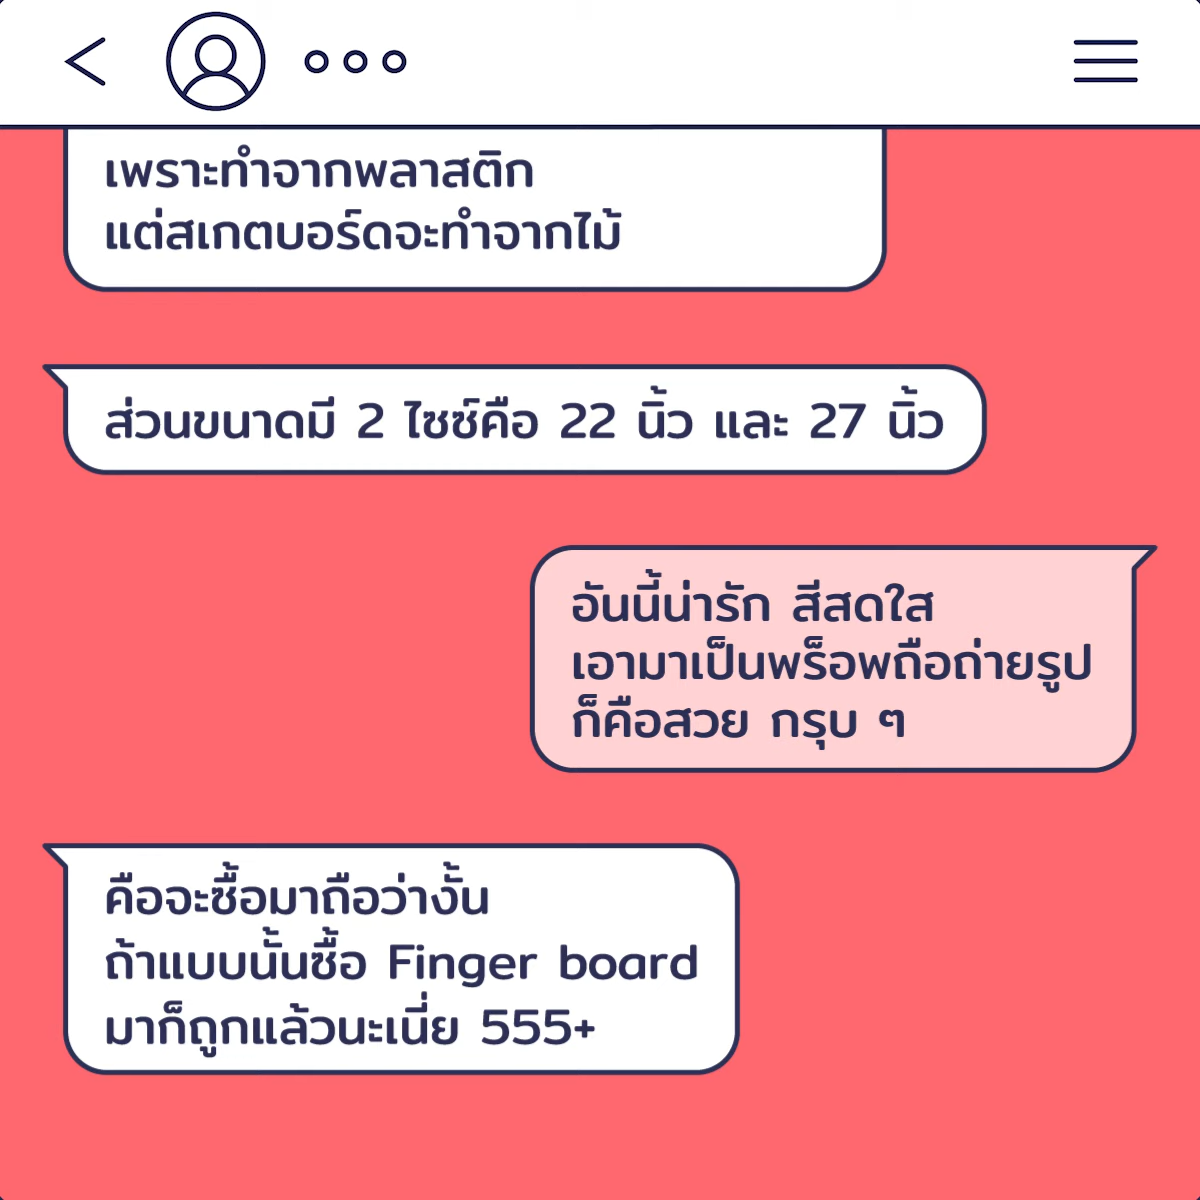 เพราะทำจากพลาสติก
แต่สเกตบอร์ดจะทำจากไม้
ส่วนขนาดมี 2 ไซซ์คือ 22 นิ้ว และ 27 นิ้ว
อันนี้น่ารัก สีสดใส
เอามาเป็นพร็อพถือถ่ายรูป
ก็คือสวย กรุบ ๆ
คือจะซื้อมาถือว่างั้น
ถ้าแบบนั้นซื้อ Finger board
มาก็ถูกแล้วนะเนี่ย 555+